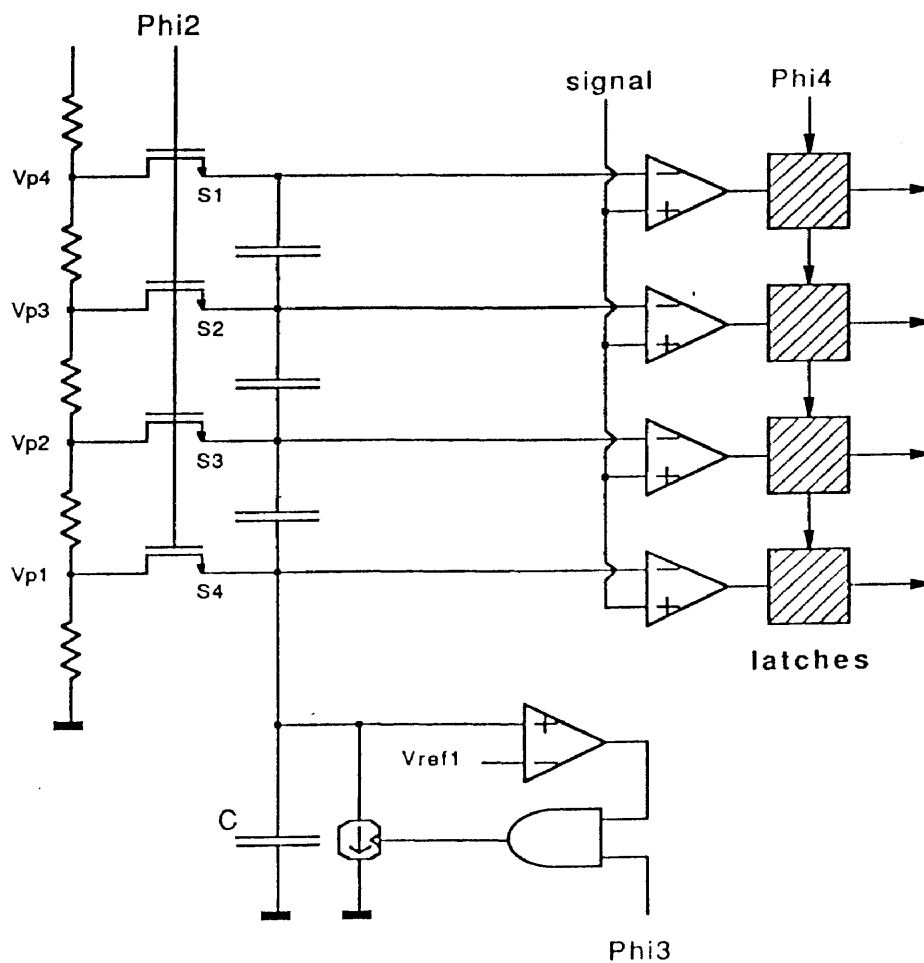 Phi2
signal
Phi4
Vp4
S1
Vp3
S2
Vp2
S3
Vp1
S4
latches
Vref1
C
Phi3